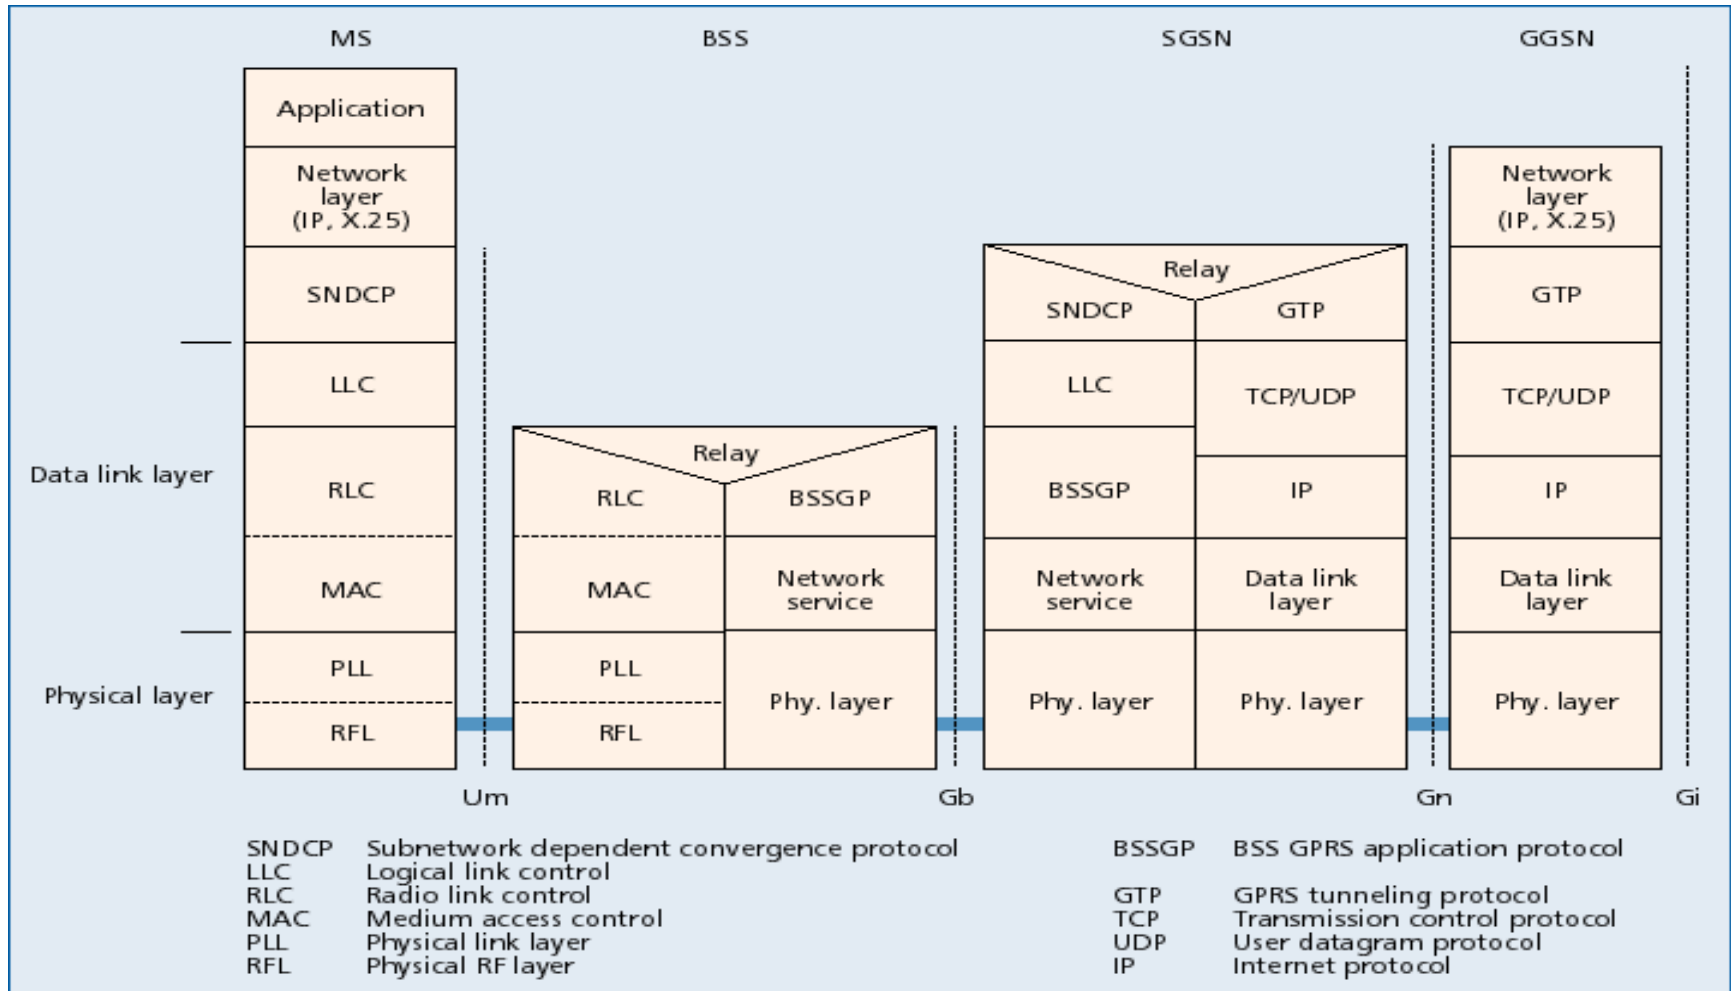 MS
BSS
SGSN
GGSN
Application
Network
layer
(IP, X.25)
SNDCP
LLC
RLC
MAC
PLL
RFL
Data link layer
Physical layer
Relay
RLC
BSSGP
MAC
Network
service
PLL
RFL
Phy. layer
Relay
SNDCP
GTP
LLC
TCP/UDP
BSSGP
IP
Network
service
Data link
layer
Phy. layer
Phy. layer
Network
layer
(IP, X.25)
GTP
TCP/UDP
IP
Data link
layer
Phy. layer
Um
Gb
Gn
Gi
SNDCP Subnetwork dependent convergence protocol
LLC Logical link control
RLC Radio link control
MAC Medium access control
PLL Physical link layer
RFL Physical RF layer
BSSGP BSS GPRS application protocol
GTP GPRS tunneling protocol
TCP Transmission control protocol
UDP User datagram protocol
IP Internet protocol